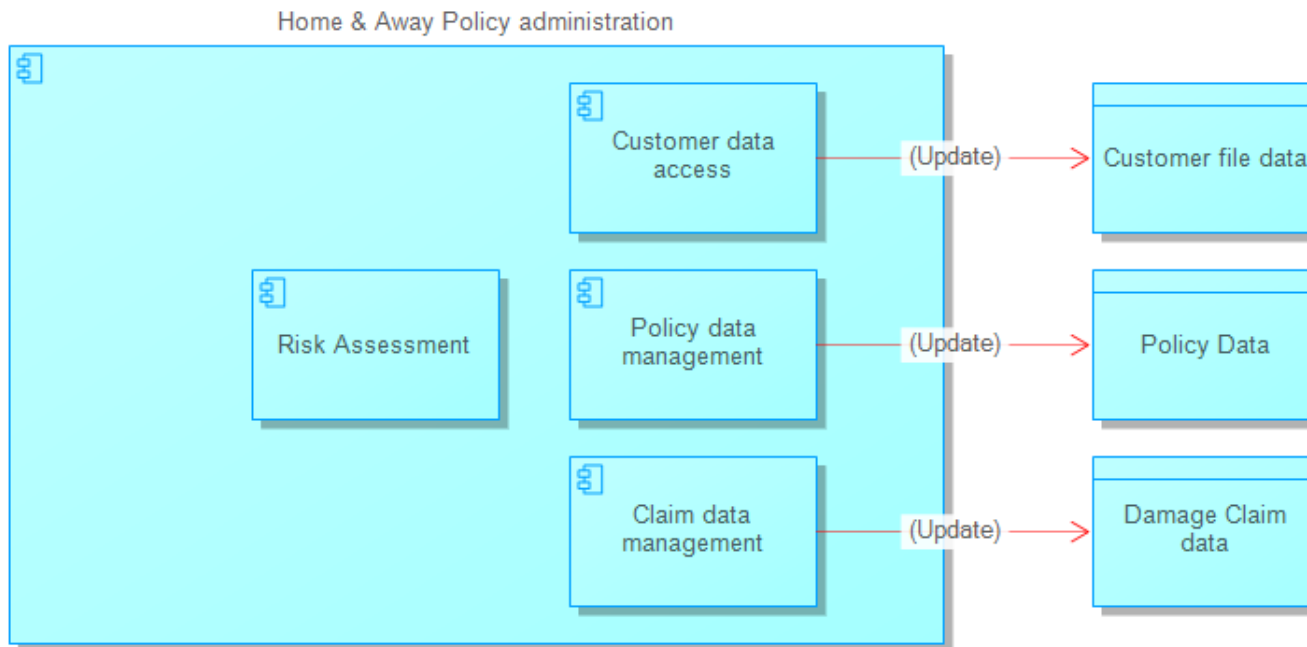 Home & Away Policy administration
Customer data
access
(Update)
Customer file data
Risk Assessment
Policy data
management
(Update)
Policy Data
Claim data
management
(Update)
Damage Claim
data